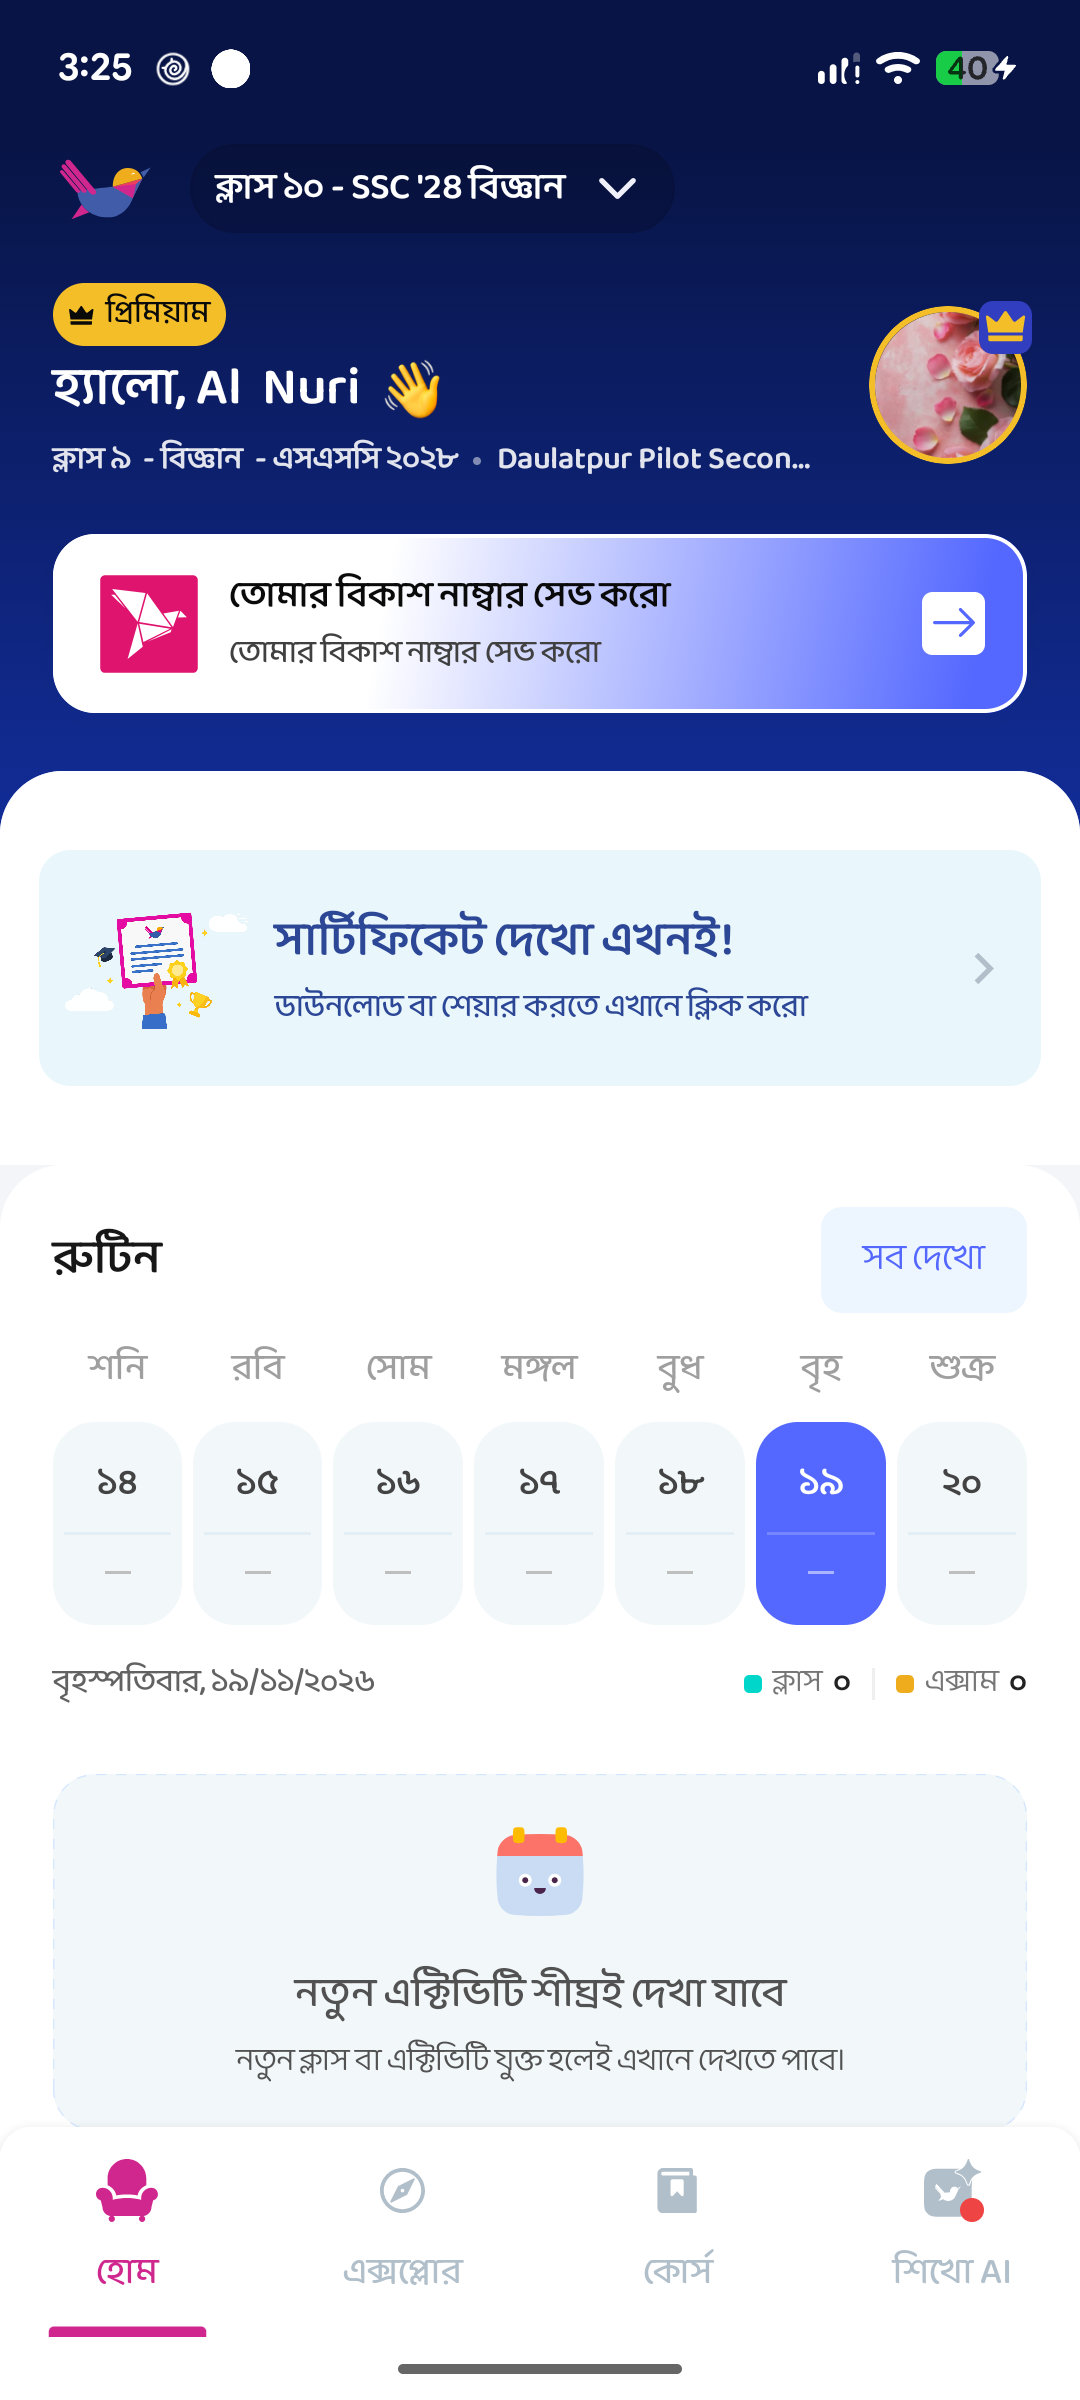 3:25
40
ক্লাস ১০ - SSC '28 বিজ্ঞান
প্রিমিয়াম
হ্যালো, Al Nuri 👋
ক্লাস ৯ - বিজ্ঞান - এসএসসি ২০২৮ • Daulatpur Pilot Secon...
তোমার বিকাশ নাম্বার সেভ করো
তোমার বিকাশ নাম্বার সেভ করো
সার্টিফিকেট দেখো এখনই!
ডাউনলোড বা শেয়ার করতে এখানে ক্লিক করো
রুটিন
সব দেখো
শনি রবি সোম মঙ্গল বুধ বৃহ শুক্র
১৪ ১৫ ১৬ ১৭ ১৮ ১৯ ২০
— — — — — — —
বৃহস্পতিবার, ১৯/১১/২০২৬
ক্লাস ০ | এক্সাম ০
নতুন এক্টিভিটি শীঘ্রই দেখা যাবে
নতুন ক্লাস বা এক্টিভিটি যুক্ত হলেই এখানে দেখতে পাবে।
হোম এক্সপ্লোর কোর্স শিখো AI